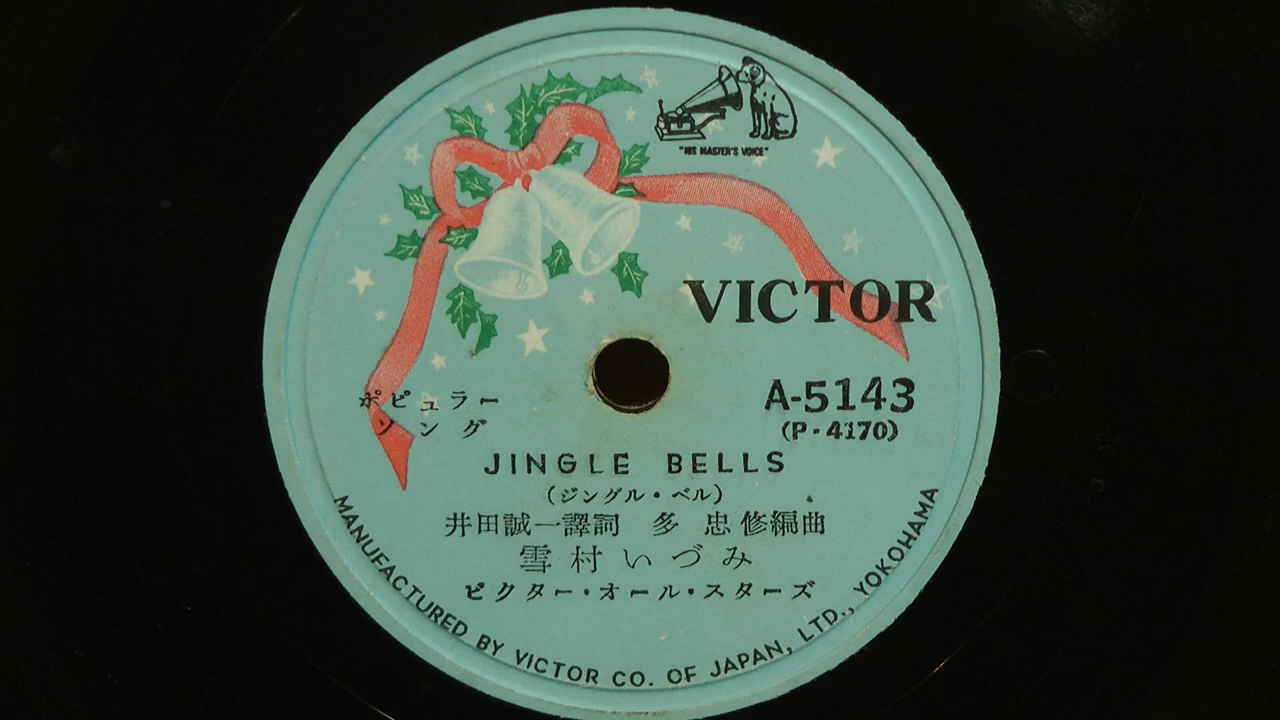 "HIS MASTER'S VOICE"
VICTOR
ポピュラー
ソング
A-5143
(P・4170)
JINGLE BELLS
(ジングル・ベル)
井田誠一譯詞 多 忠修編曲
雪村いづみ
ビクター・オール・スターズ
MANUFACTURED BY VICTOR CO. OF JAPAN, LTD., YOKOHAMA